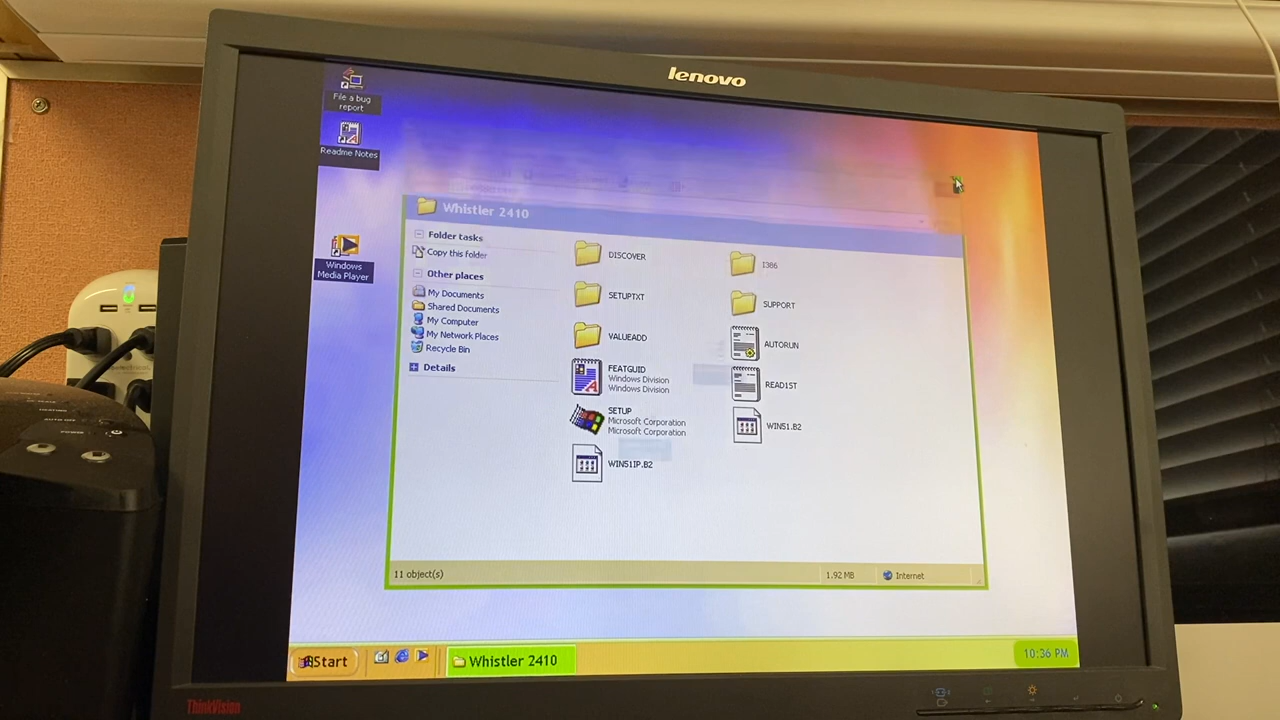 lenovo
File a bug
report
Readme Notes
Windows
Media Player
Whistler 2410
Folder tasks
Copy this folder
Other places
My Documents
Shared Documents
My Computer
My Network Places
Recycle Bin
Details
DISCOVER
I386
SETUPTXT
SUPPORT
VALUEADD
AUTORUN
FEATGUID
Windows Division
Windows Division
READ1ST
SETUP
Microsoft Corporation
Microsoft Corporation
WIN51.B2
WIN51IP.B2
11 object(s)
1.92 MB
Internet
Start
Whistler 2410
10:36 PM
ThinkVision
POWER